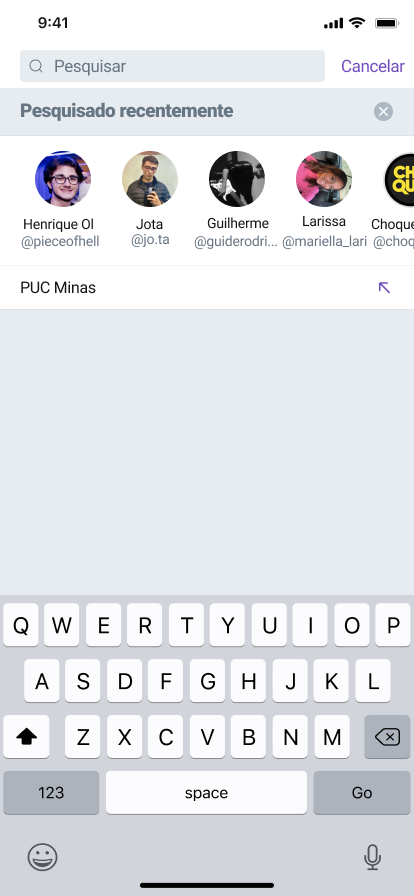 9:41
Pesquisar
Cancelar
Pesquisado recentemente
Henrique Ol
Jota
Guilherme
Larissa
Choque
@pieceofhell
@jo.ta
@guiderodri...
@mariella_lari
@choq
PUC Minas
Q W E R T Y U I O P
A S D F G H J K L
Z X C V B N M
123 space Go